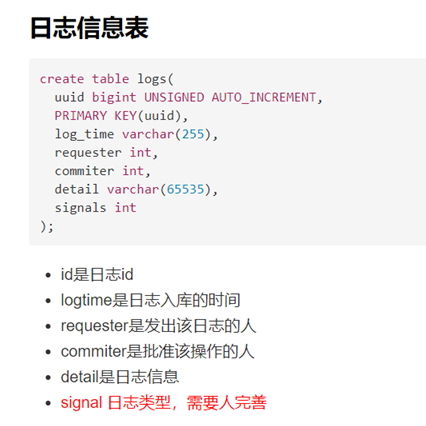 日志信息表
create table logs(
  uuid bigint UNSIGNED AUTO_INCREMENT,
  PRIMARY KEY(uuid),
  log_time varchar(255),
  requester int,
  commiter int,
  detail varchar(65535),
  signals int
);
• id是日志id
• logtime是日志入库的时间
• requester是发出该日志的人
• commiter是批准该操作的人
• detail是日志信息
• signal 日志类型，需要人完善